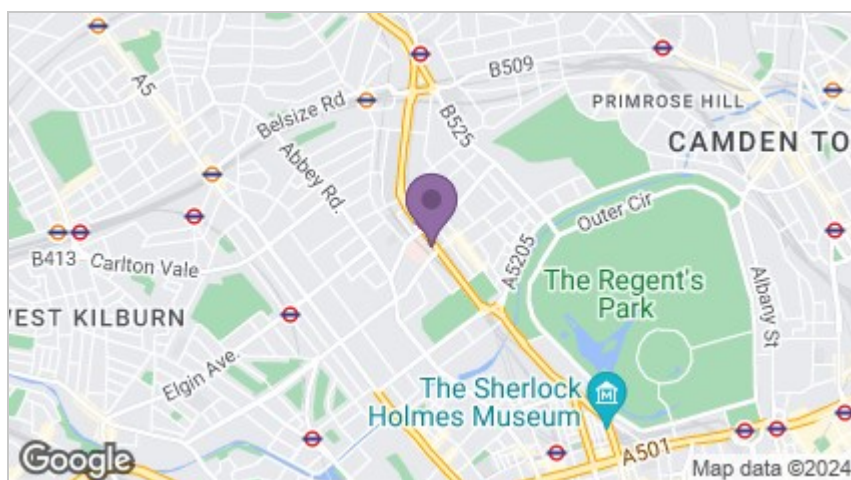 B509
PRIMROSE HILL
A5
Belsize Rd
B525
CAMDEN TO
Abbey Rd.
Outer Cir
B413
Carlton Vale
A5205
The Regent's
Park
Albany St
EST KILBURN
Elgin Ave.
The Sherlock
Holmes Museum
M
A501
Google
Map data ©2024